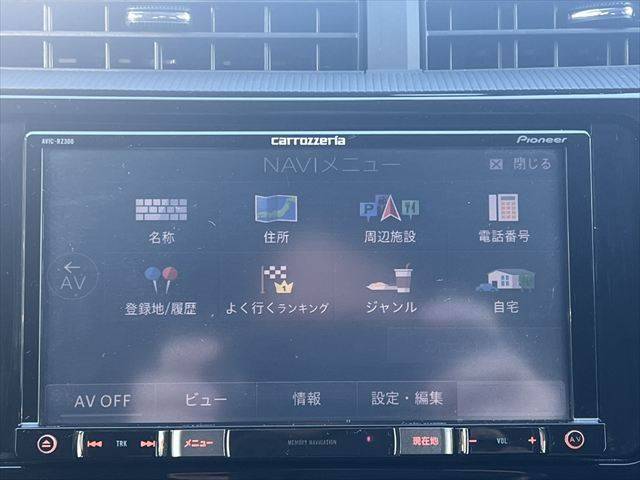 AVIC-RZ300
carrozzeria
Pioneer
NAVIメニュー
閉じる
名称
住所
P
周辺施設
電話番号
AV
登録地/履歴
1
よく行くランキング
ジャンル
自宅
AV OFF
ビュー
情報
設定・編集
TRK
メニュー
MEMORY NAVIGATION
現在地
VOL
AV